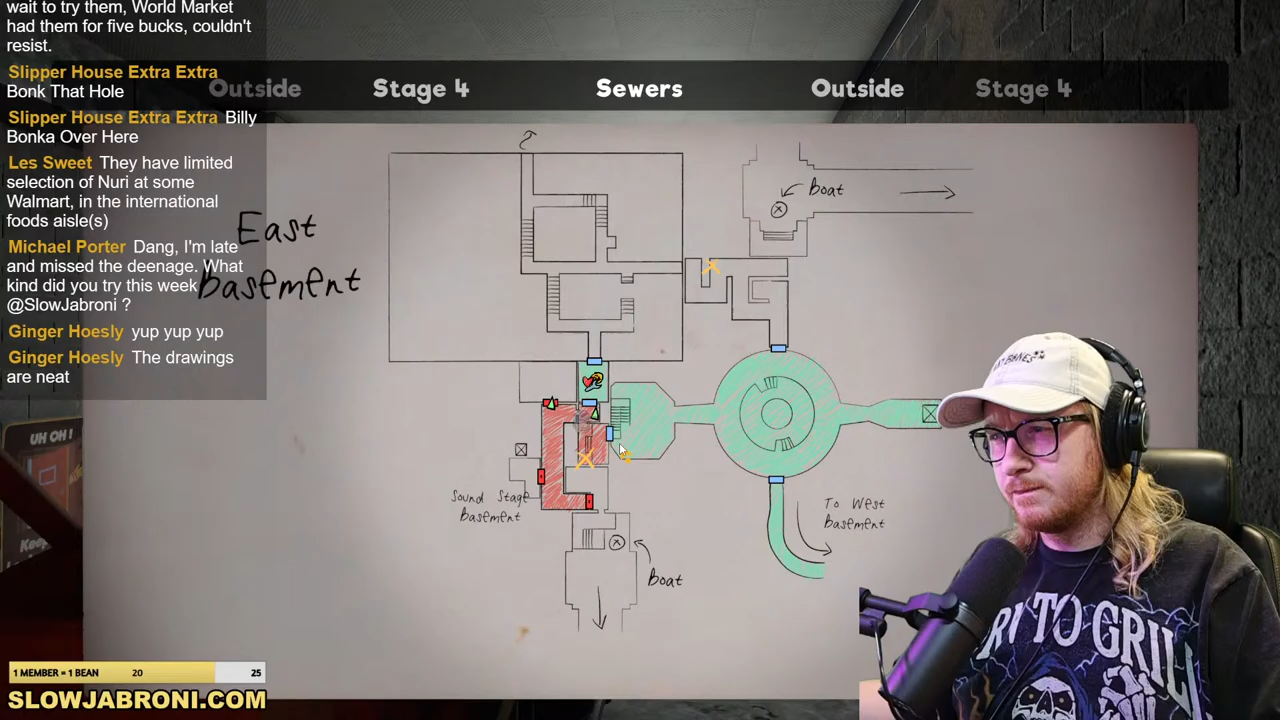 wait to try them, World Market
had them for five bucks, couldn't
resist.
Slipper House Extra Extra
Bonk That Hole
Slipper House Extra Extra Billy
Bonka Over Here
Les Sweet They have limited
selection of Nuri at some
Walmart, in the international
foods aisle(s)
Michael Porter Dang, I'm late
and missed the deenage. What
kind did you try this week
@SlowJabroni ?
Ginger Hoesly yup yup yup
Ginger Hoesly The drawings
are neat
Outside
Stage 4
Sewers
Outside
Stage 4
East
Basement
Boat
Sound Stage
Basement
To West
Basement
Boat
UH OH!
Keep
1 MEMBER = 1 BEAN 20 25
SLOWJABRONI.COM
TO GRILL